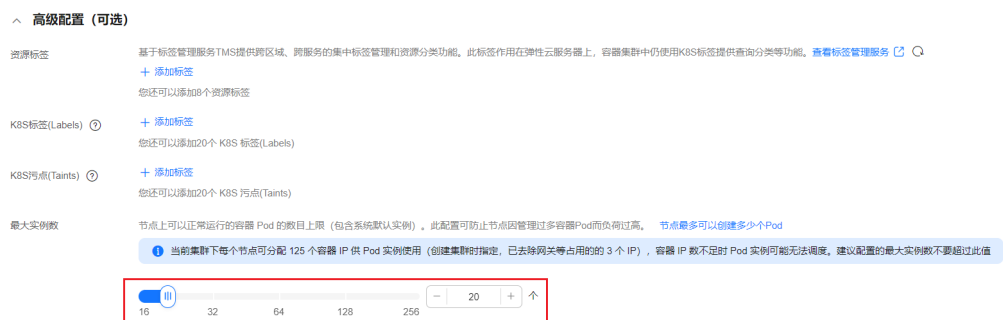 高级配置（可选）
资源标签 基于标签管理服务TMS提供跨区域、跨服务的集中标签管理和资源分类功能。此标签作用在弹性云服务器上，容器集群中仍使用K8S标签提供查询分类等功能。查看标签管理服务
+ 添加标签
您还可以添加8个资源标签
K8S标签(Labels) ? + 添加标签
您还可以添加20个 K8S 标签(Labels)
K8S污点(Taints) ? + 添加标签
您还可以添加20个 K8S 污点(Taints)
最大实例数 节点上可以正常运行的容器 Pod 的数目上限（包含系统默认实例）。此配置可防止节点因管理过多容器Pod而负荷过高。 节点最多可以创建多少个Pod
当前集群下每个节点可分配 125 个容器 IP 供 Pod 实例使用（创建集群时指定，已去除网关等占用的的 3 个 IP），容器 IP 数不足时 Pod 实例可能无法调度。建议配置的最大实例数不要超过此值
- 20 + 个
16 32 64 128 256